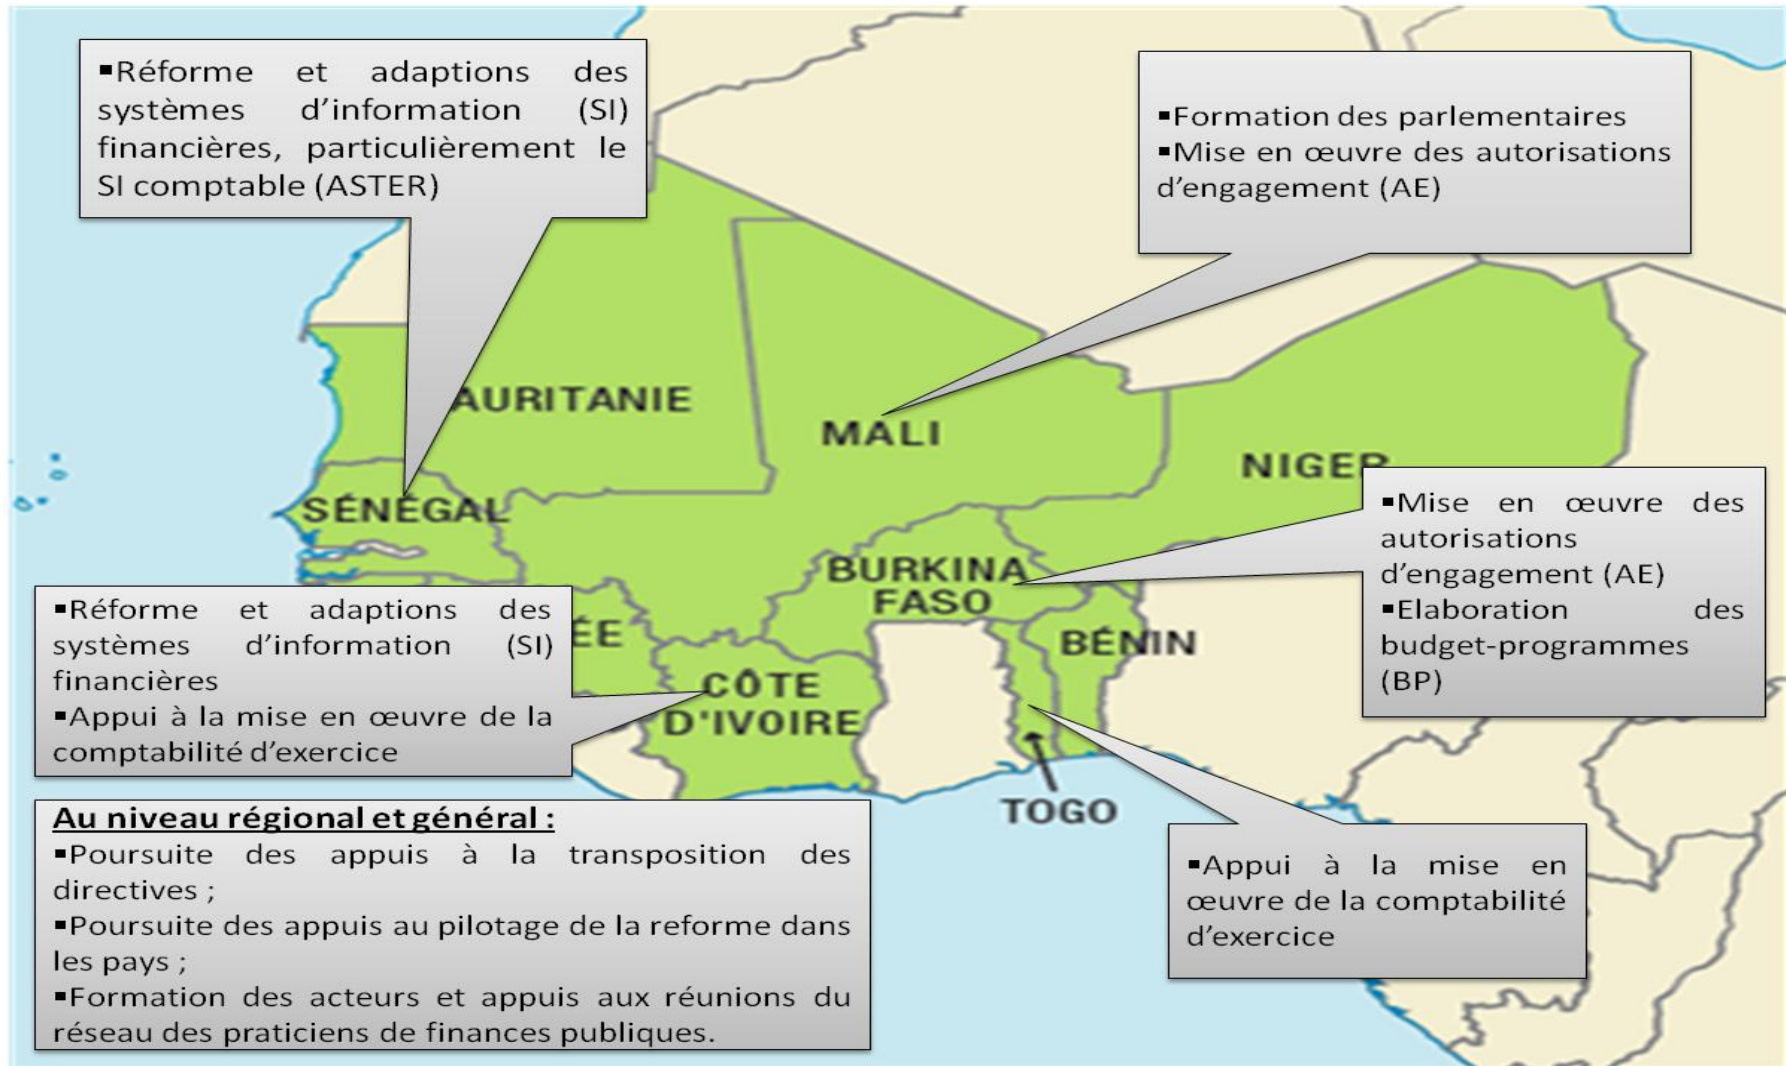 ▪Réforme et adaptions des
systèmes d'information (SI)
financières, particulièrement le
SI comptable (ASTER)
▪Formation des parlementaires
▪Mise en œuvre des autorisations
d'engagement (AE)
AURITANIE
MALI
NIGER
SÉNÉGAL
▪Mise en œuvre des
autorisations
d'engagement (AE)
▪Elaboration des
budget-programmes
(BP)
BURKINA
FASO
BÉNIN
▪Réforme et adaptions des
systèmes d'information (SI)
financières
▪Appui à la mise en œuvre de la
comptabilité d'exercice
ÉE
CÔTE
D'IVOIRE
TOGO
Au niveau régional et général :
▪Poursuite des appuis à la transposition des
directives ;
▪Poursuite des appuis au pilotage de la reforme dans
les pays ;
▪Formation des acteurs et appuis aux réunions du
réseau des praticiens de finances publiques.
▪Appui à la mise en
œuvre de la comptabilité
d'exercice